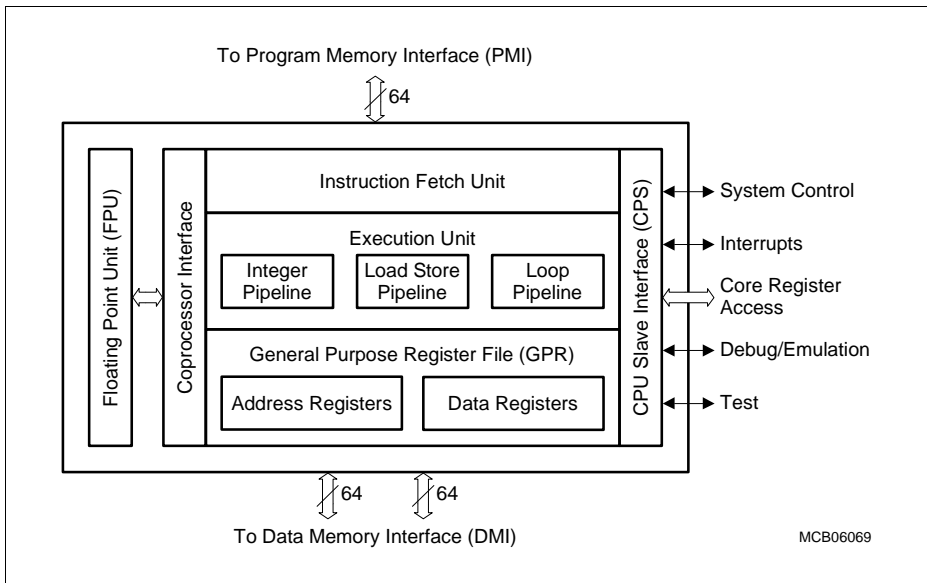 To Program Memory Interface (PMI)
64
Floating Point Unit (FPU)
Coprocessor Interface
Instruction Fetch Unit
Execution Unit
Integer
Pipeline
Load Store
Pipeline
Loop
Pipeline
General Purpose Register File (GPR)
Address Registers
Data Registers
CPU Slave Interface (CPS)
System Control
Interrupts
Core Register
Access
Debug/Emulation
Test
64
64
To Data Memory Interface (DMI)
MCB06069